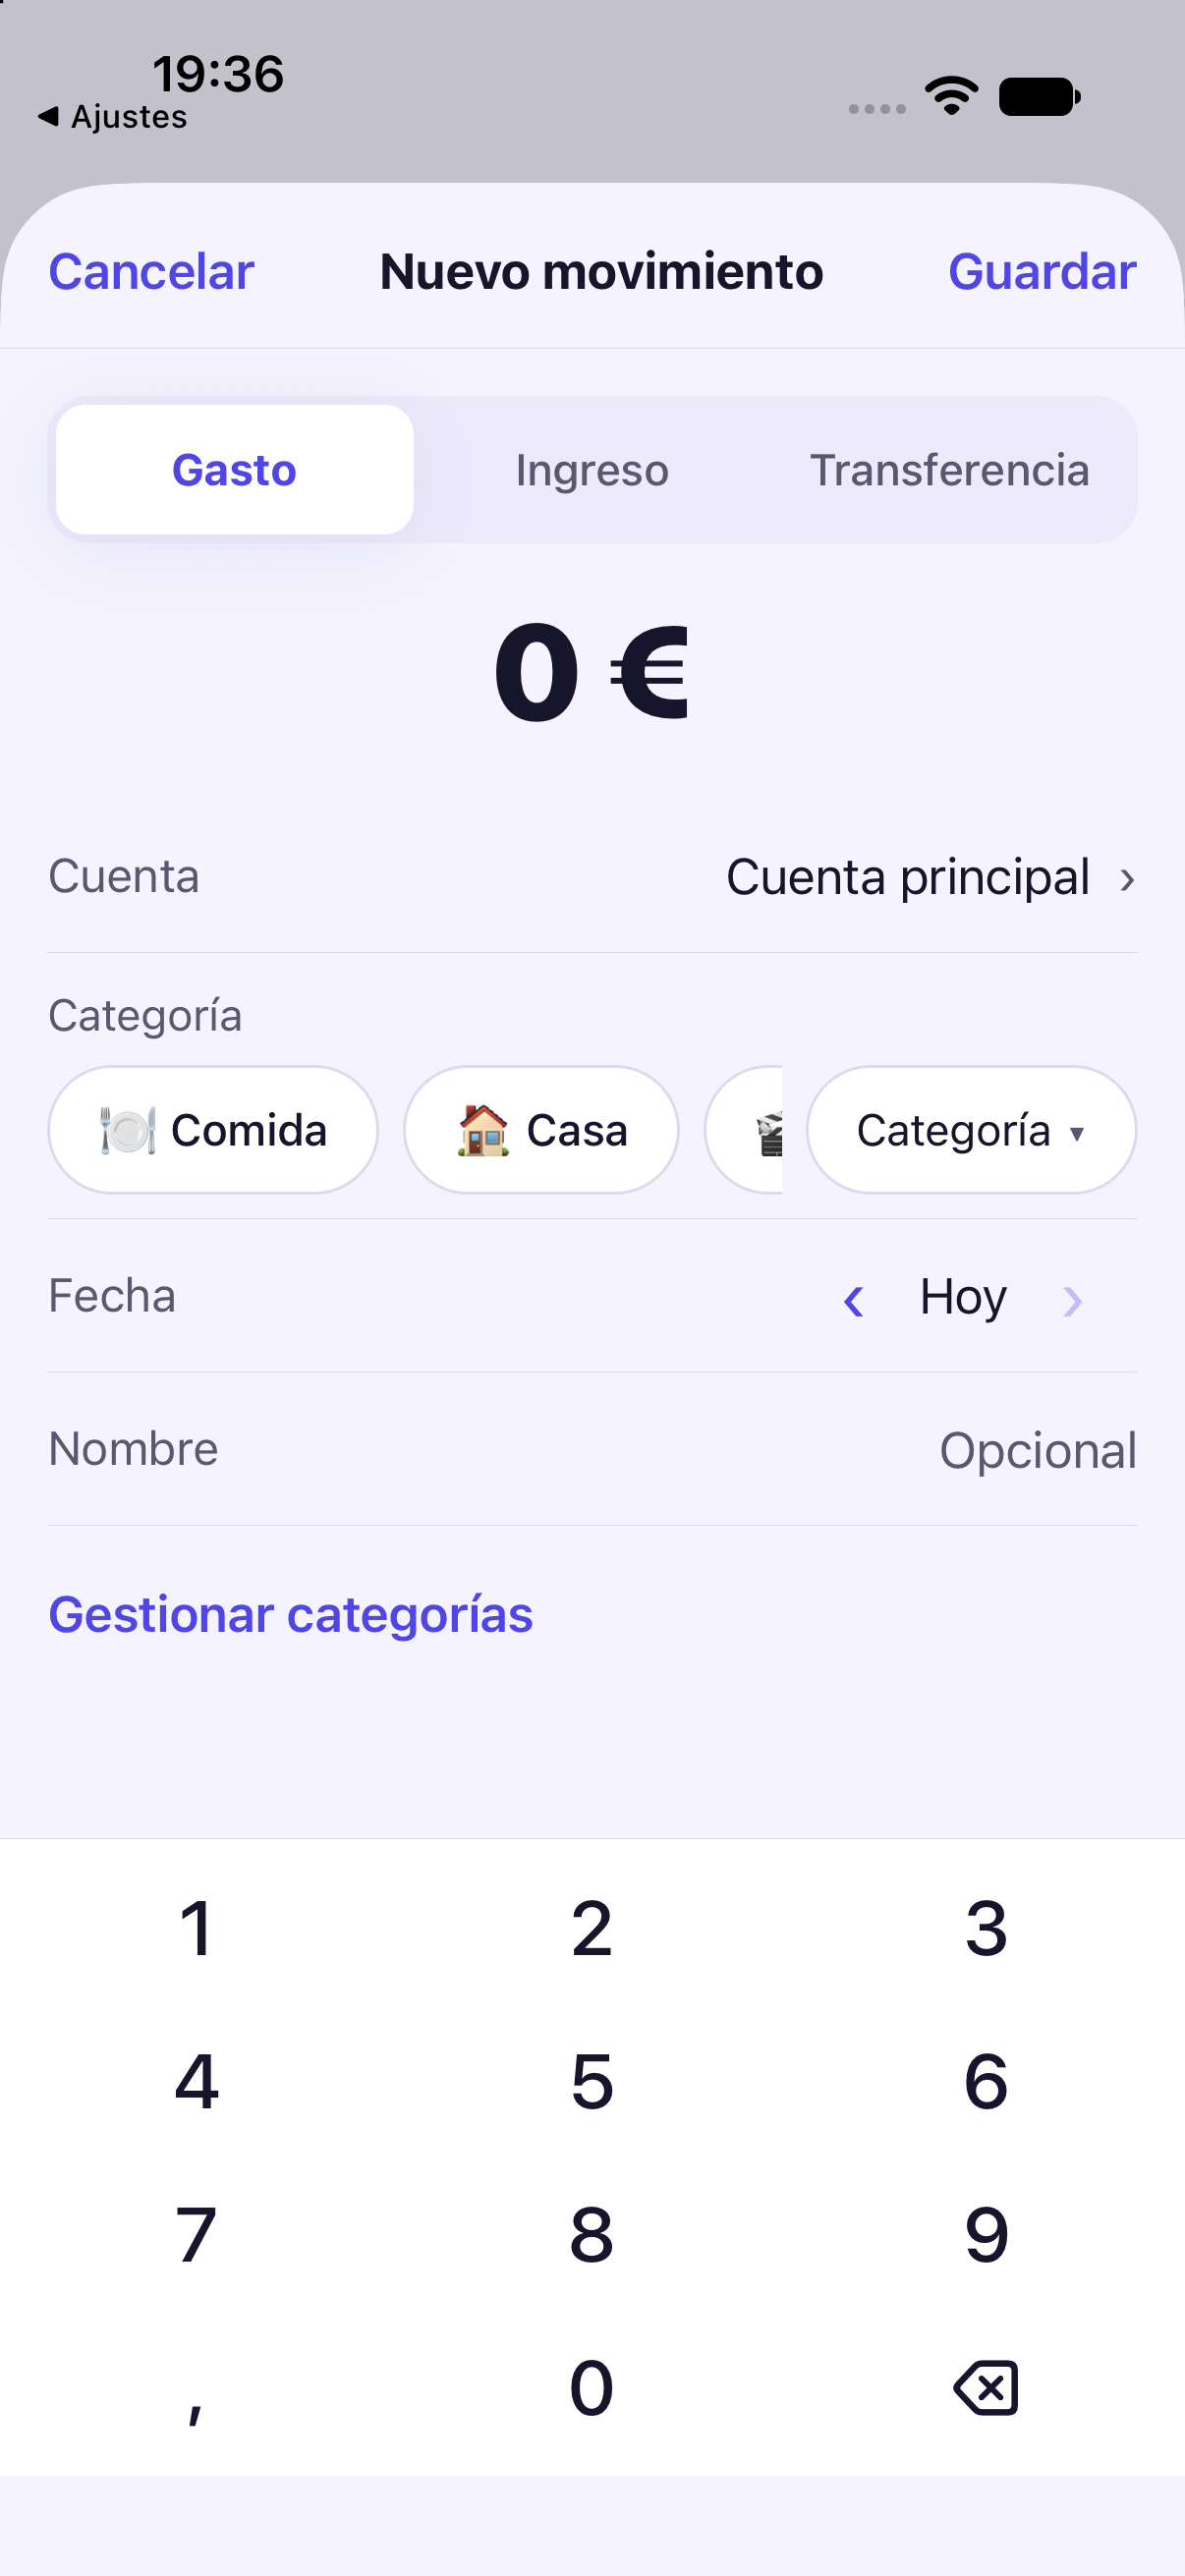 19:36
◀ Ajustes
Cancelar Nuevo movimiento Guardar
Gasto Ingreso Transferencia
0 €
Cuenta Cuenta principal ›
Categoría
🍽️ Comida 🏠 Casa 🎬 Categoría ▾
Fecha ‹ Hoy ›
Nombre Opcional
Gestionar categorías
1 2 3
4 5 6
7 8 9
, 0